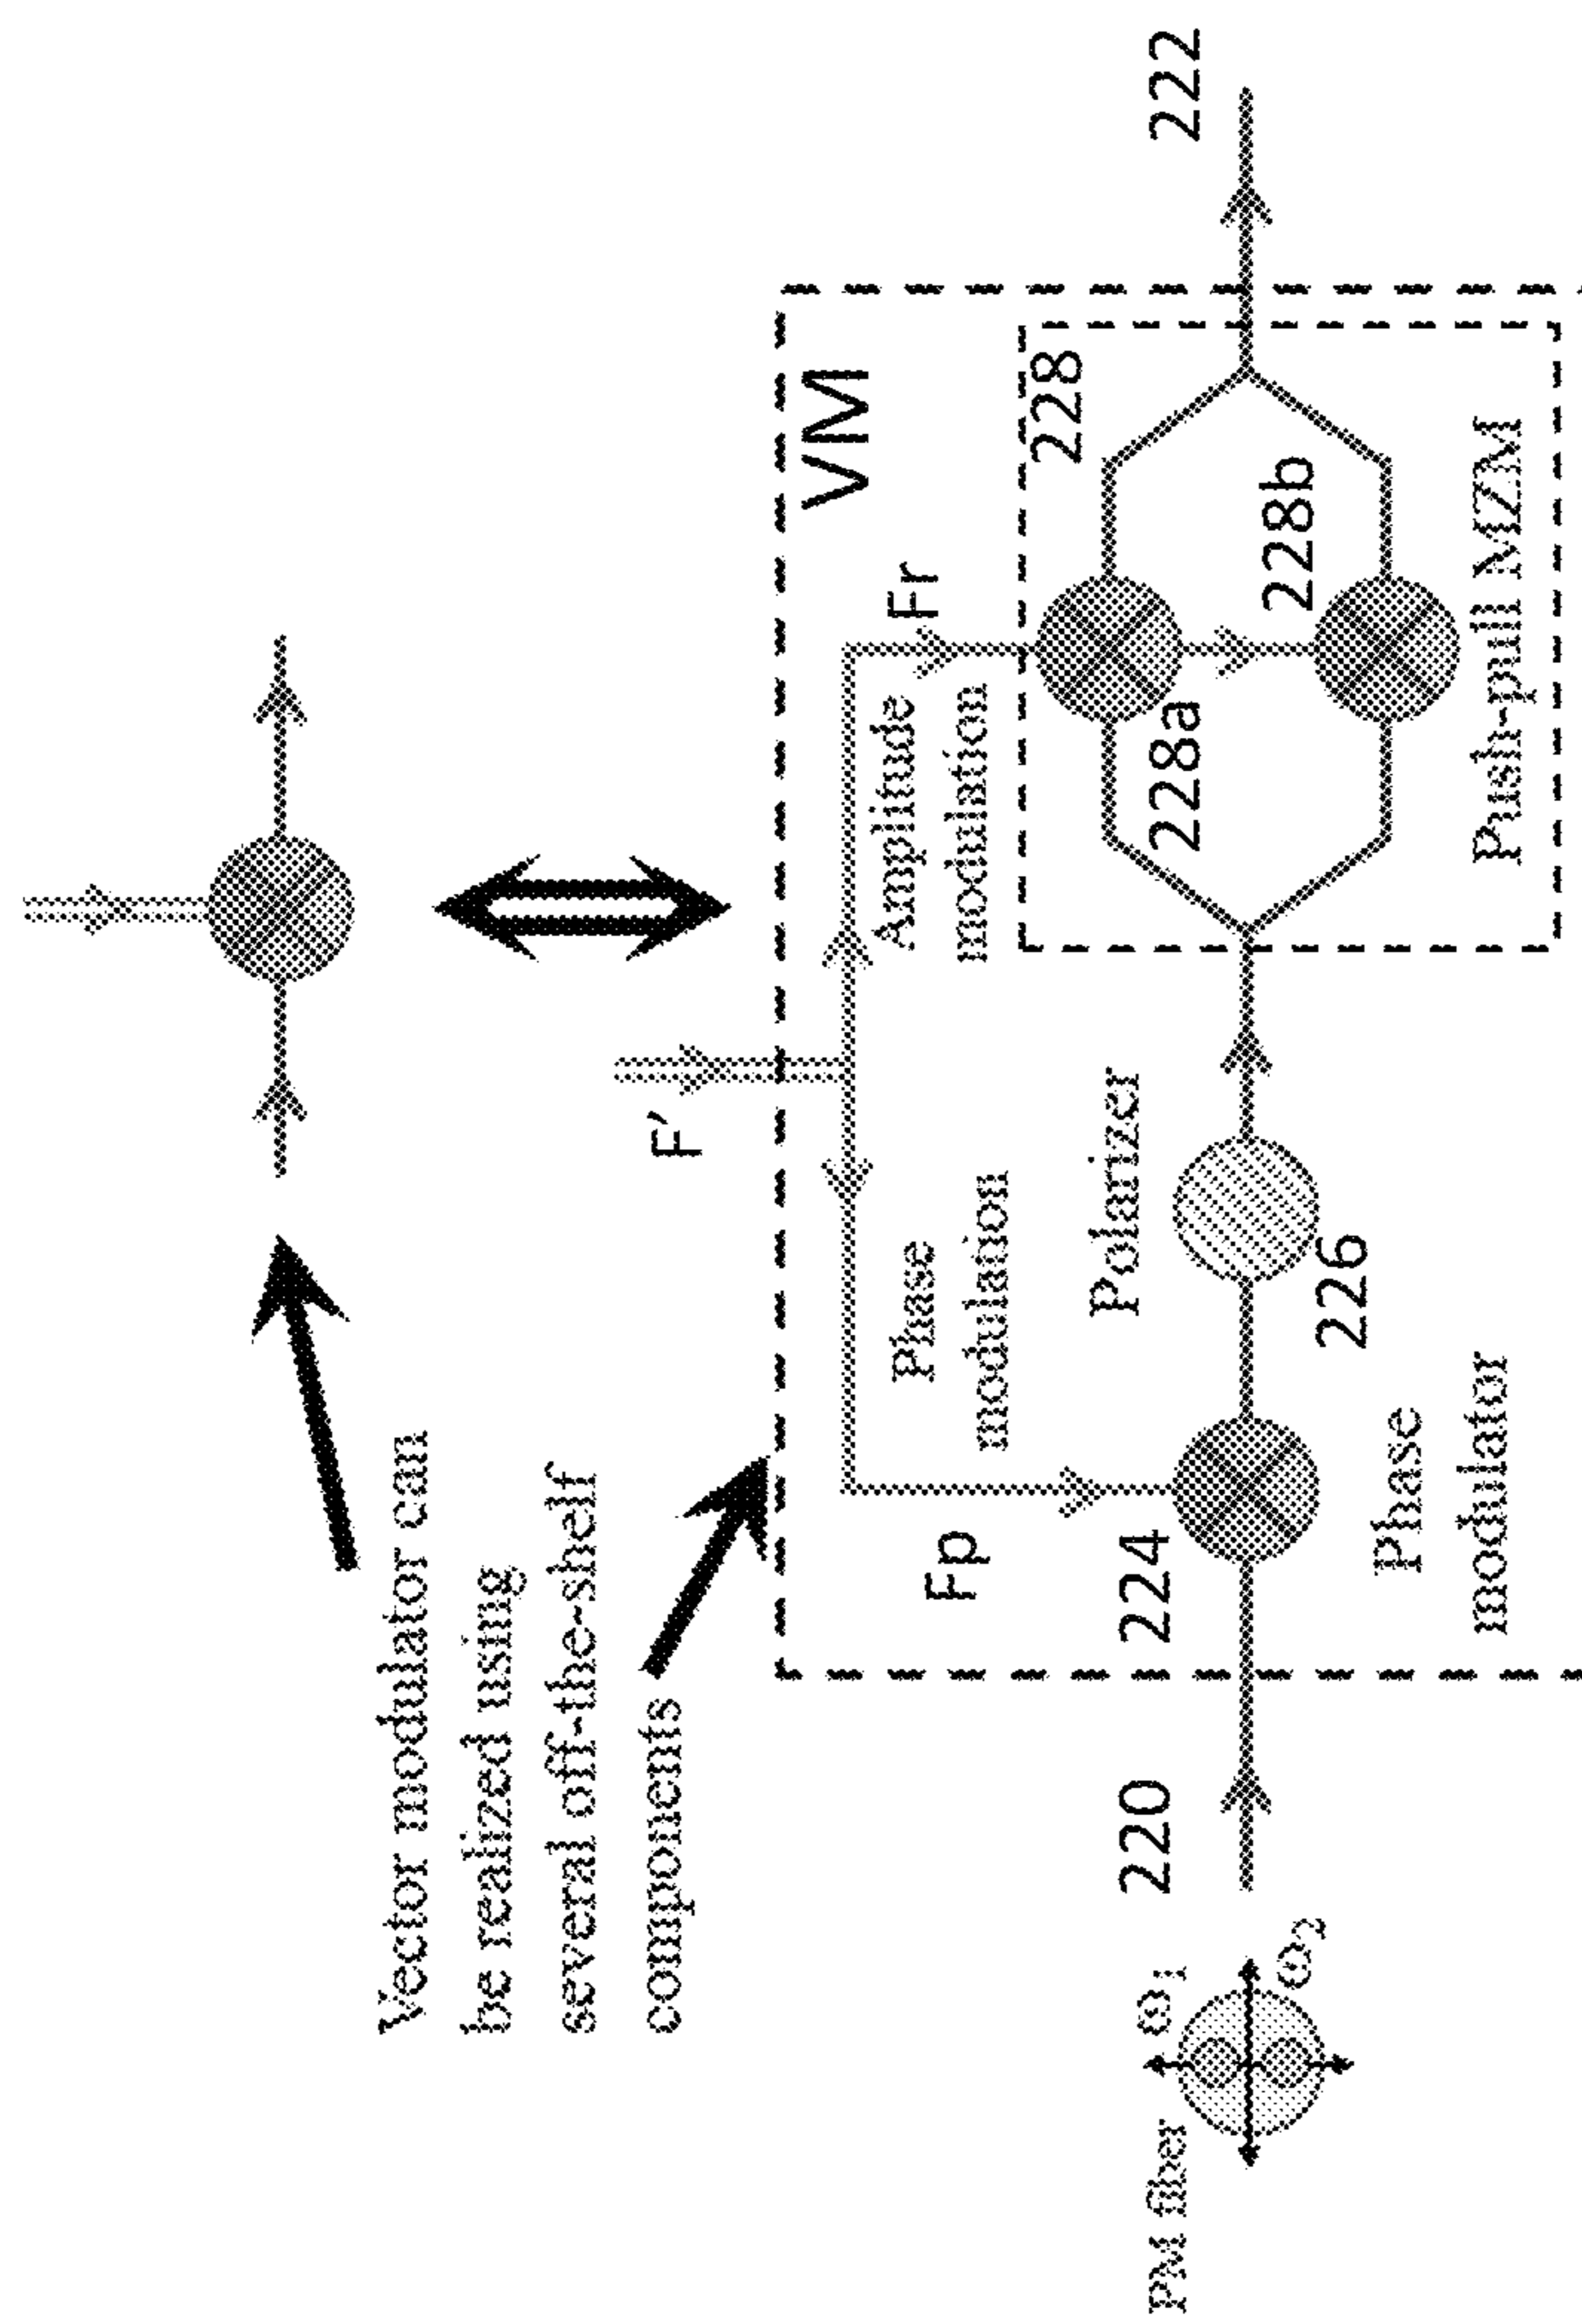 Vector modulator can
be realized using
several off-the-shelf
components
F'
VM
Fp
Phase
modulation
Amplitude
modulation
Fr
PM fiber
ω1
ω2
220
224
Phase
modulator
Polarizer
226
228
228a
228b
Push-pull MZM
222